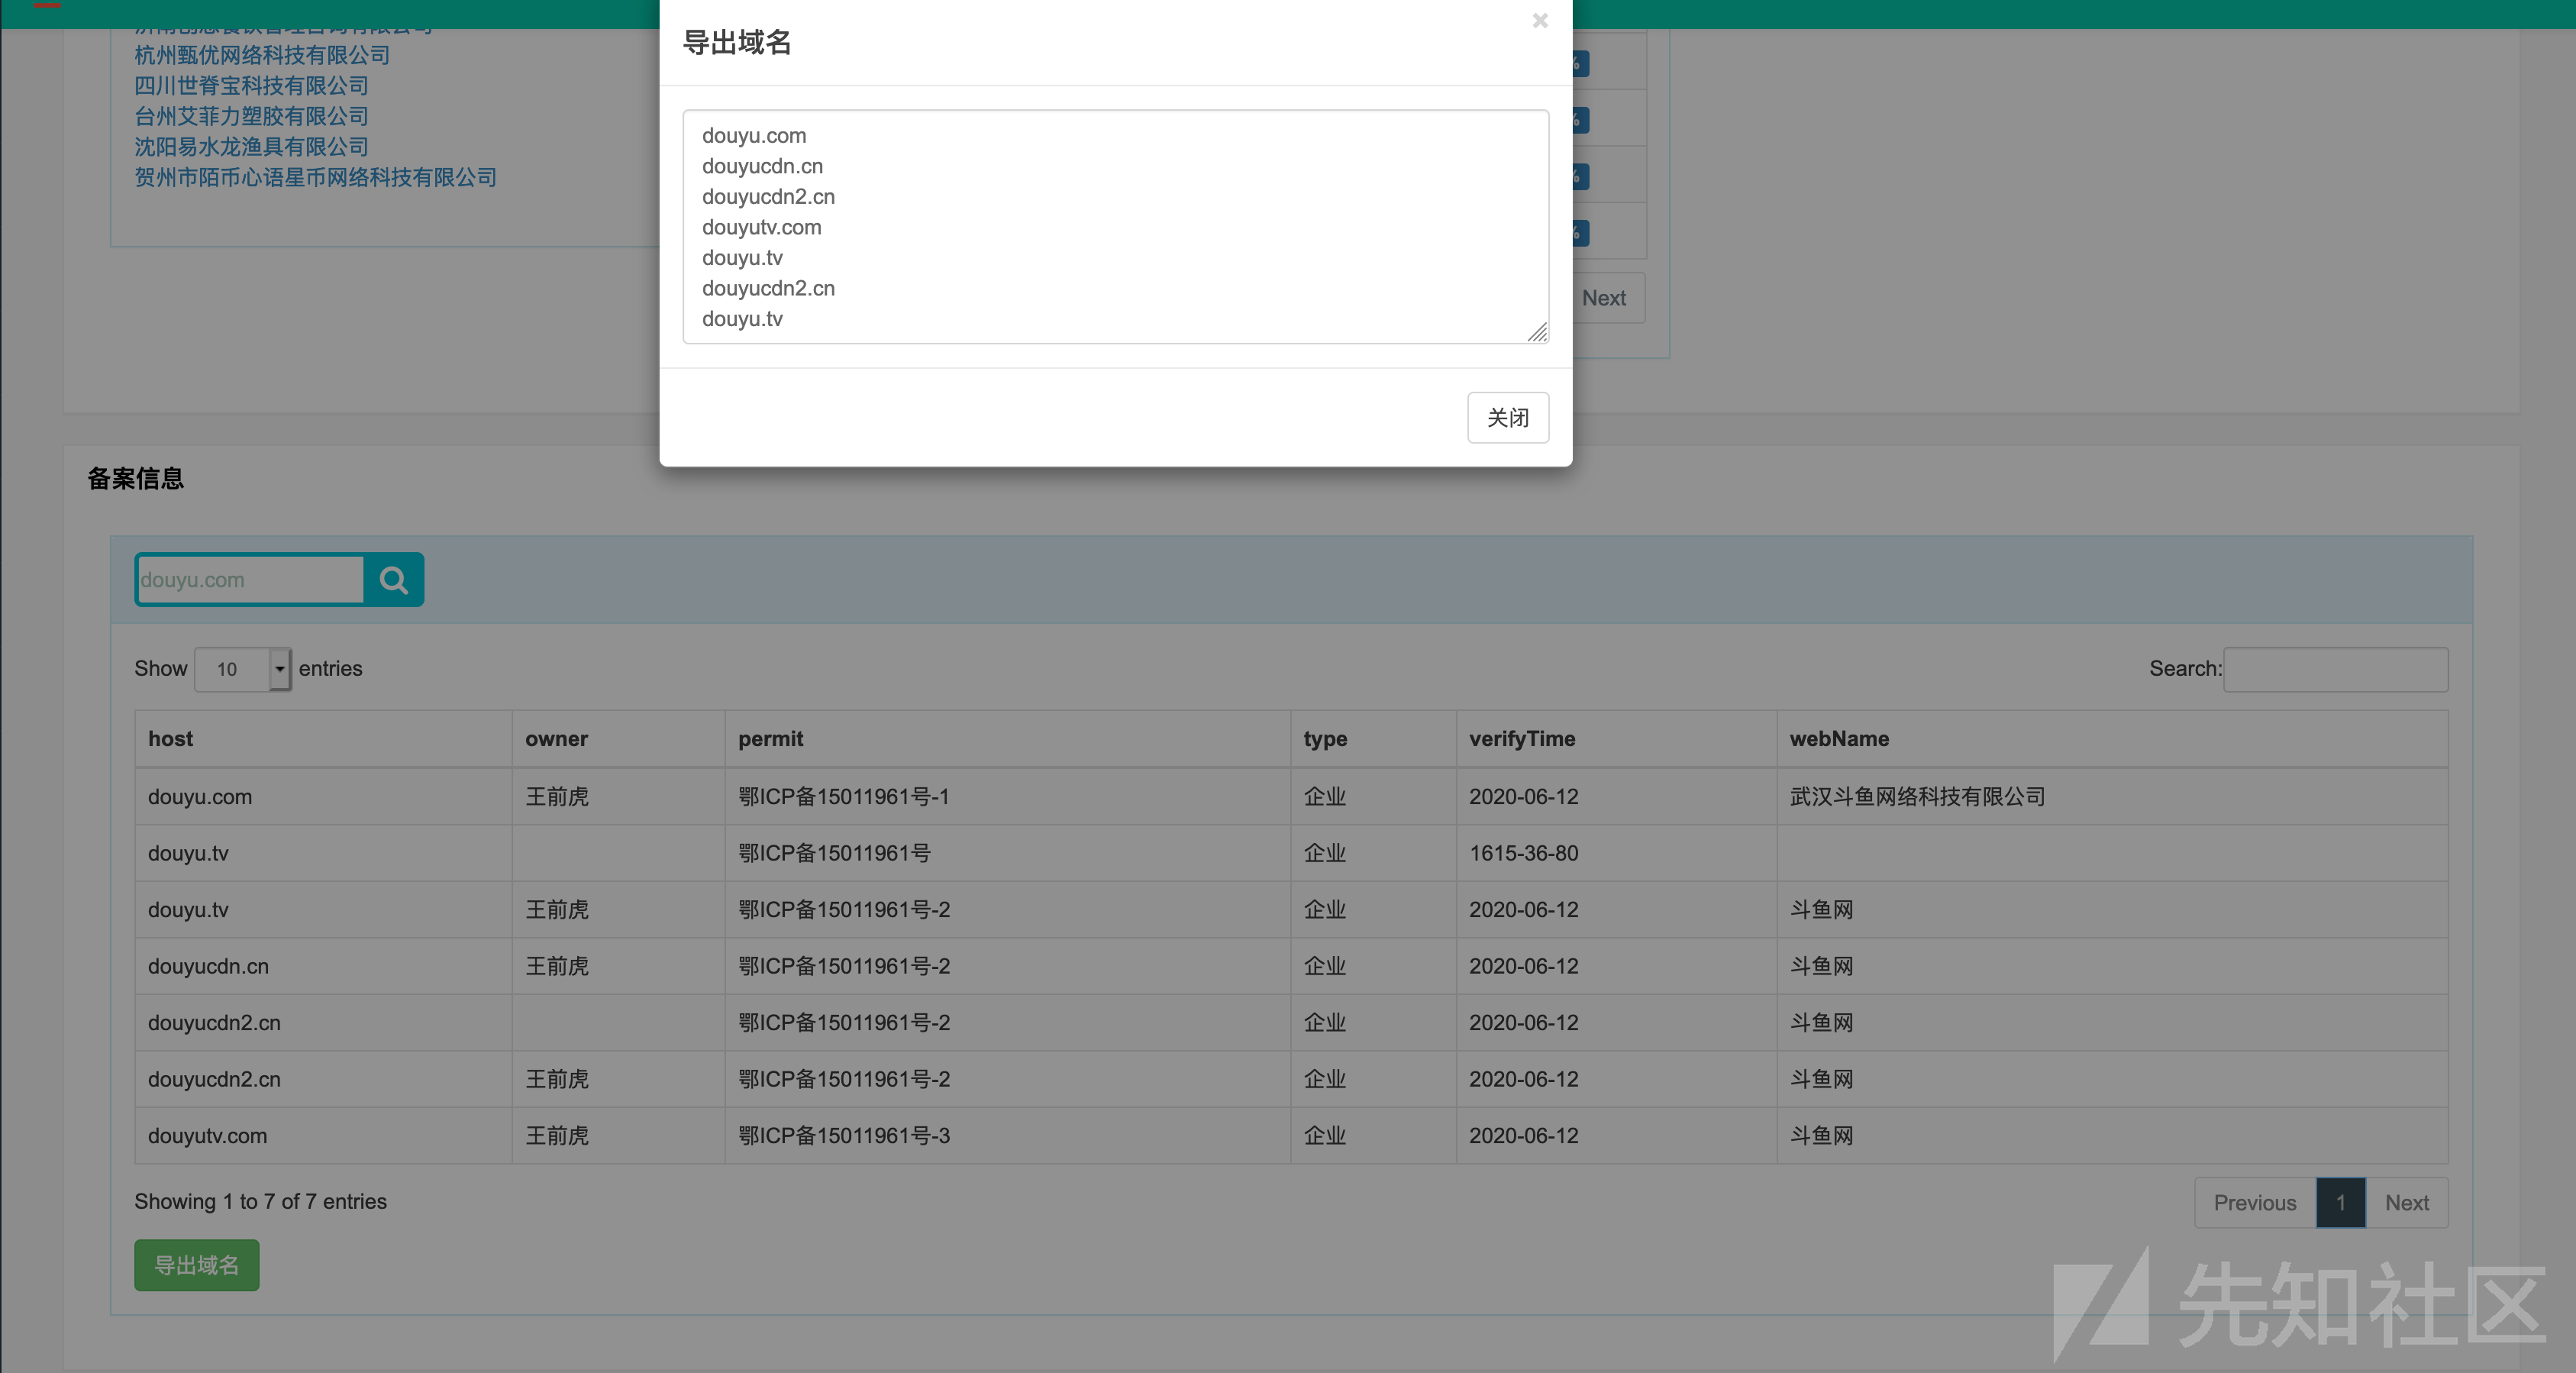 导出域名
×
杭州甄优网络科技有限公司
四川世脊宝科技有限公司
台州艾菲力塑胶有限公司
沈阳易水龙渔具有限公司
贺州市陌币心语星币网络科技有限公司
douyu.com
douyucdn.cn
douyucdn2.cn
douyutv.com
douyu.tv
douyucdn2.cn
douyu.tv
%
%
%
%
Next
关闭
备案信息
douyu.com
Show 10 entries
Search:
host owner permit type verifyTime webName
douyu.com 王前虎 鄂ICP备15011961号-1 企业 2020-06-12 武汉斗鱼网络科技有限公司
douyu.tv 鄂ICP备15011961号 企业 1615-36-80
douyu.tv 王前虎 鄂ICP备15011961号-2 企业 2020-06-12 斗鱼网
douyucdn.cn 王前虎 鄂ICP备15011961号-2 企业 2020-06-12 斗鱼网
douyucdn2.cn 鄂ICP备15011961号-2 企业 2020-06-12 斗鱼网
douyucdn2.cn 王前虎 鄂ICP备15011961号-2 企业 2020-06-12 斗鱼网
douyutv.com 王前虎 鄂ICP备15011961号-3 企业 2020-06-12 斗鱼网
Showing 1 to 7 of 7 entries
Previous 1 Next
导出域名
先知社区